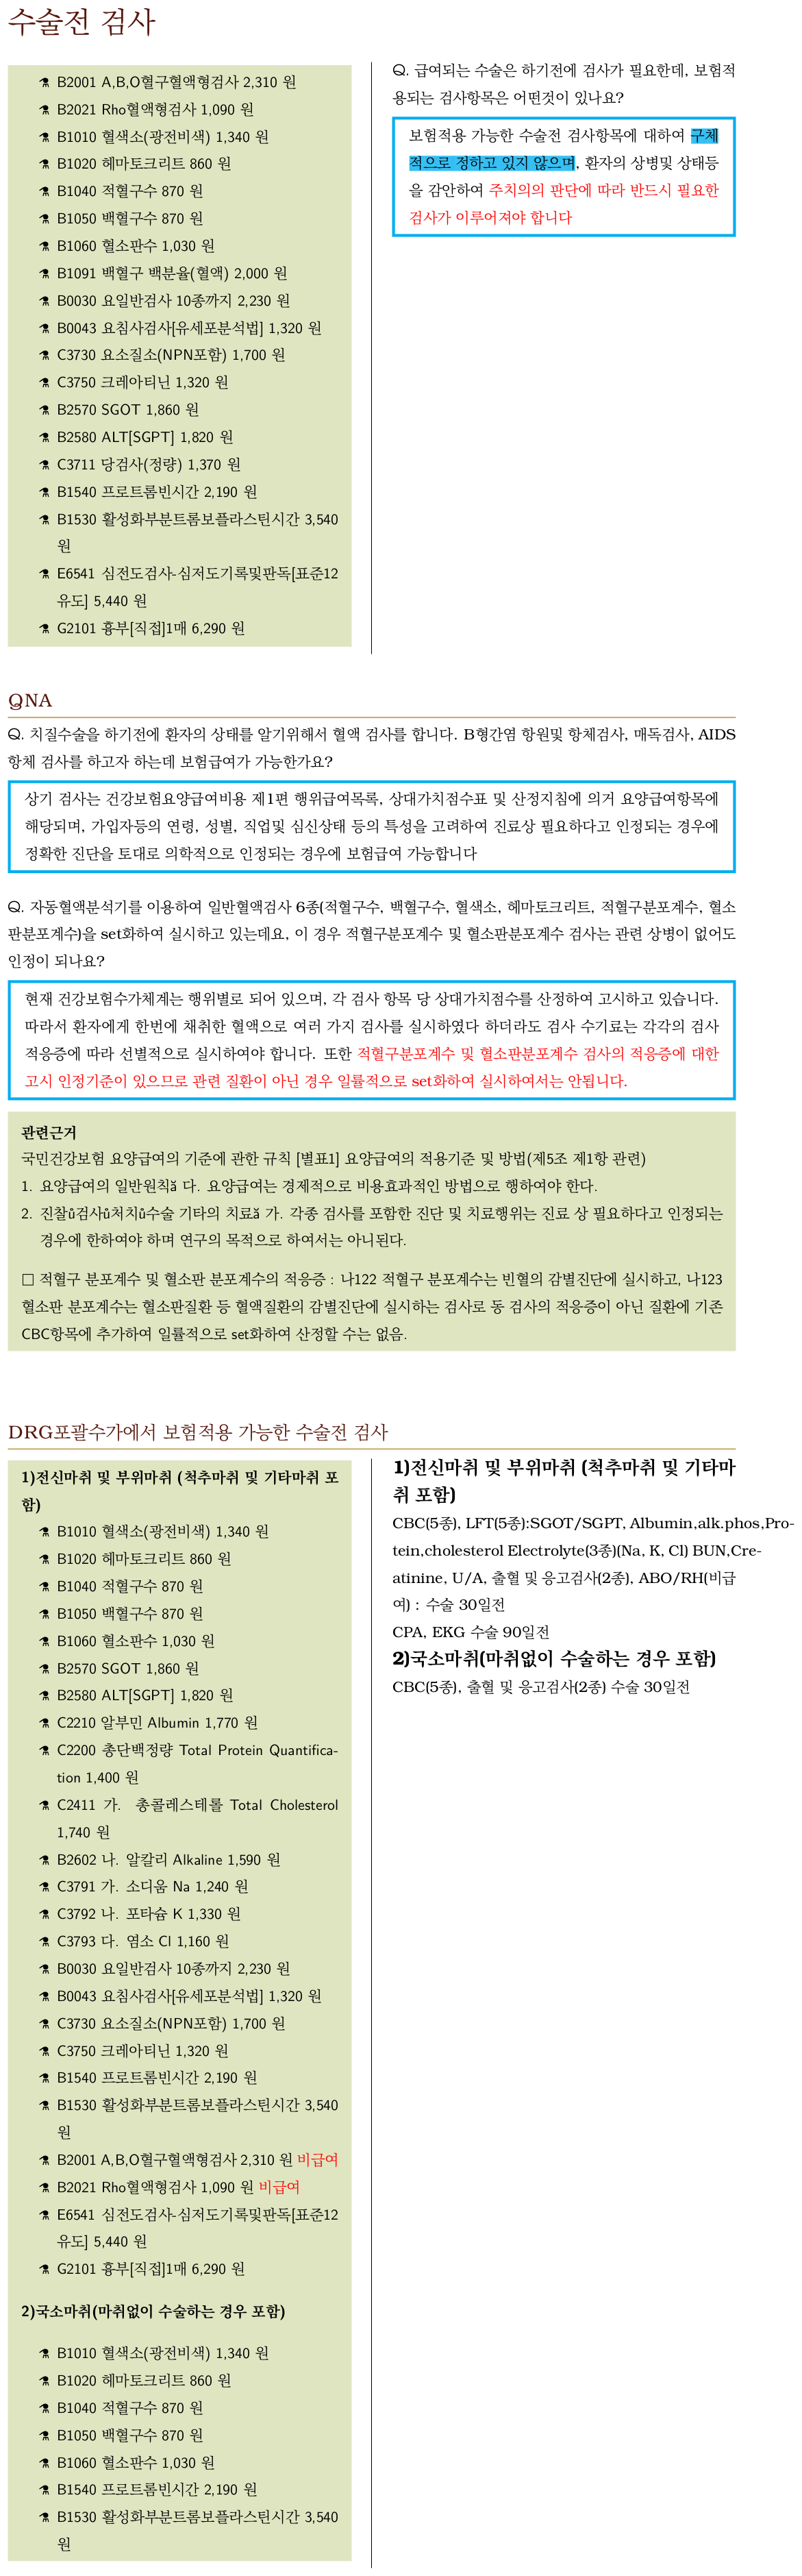 수술전 검사
B2001 A,B,O혈구혈액형검사 2,310 원
B2021 Rho혈액형검사 1,090 원
B1010 혈색소(광전비색) 1,340 원
B1020 헤마토크리트 860 원
B1040 적혈구수 870 원
B1050 백혈구수 870 원
B1060 혈소판수 1,030 원
B1091 백혈구 백분율(혈액) 2,000 원
B0030 요일반검사 10종까지 2,230 원
B0043 요침사검사[유세포분석법] 1,320 원
C3730 요소질소(NPN포함) 1,700 원
C3750 크레아티닌 1,320 원
B2570 SGOT 1,860 원
B2580 ALT[SGPT] 1,820 원
C3711 당검사(정량) 1,370 원
B1540 프로트롬빈시간 2,190 원
B1530 활성화부분트롬보플라스틴시간 3,540
원
E6541 심전도검사-심저도기록및판독[표준12
유도] 5,440 원
G2101 흉부[직접]1매 6,290 원
Q. 급여되는 수술은 하기전에 검사가 필요한데, 보험적
용되는 검사항목은 어떤것이 있나요?
보험적용 가능한 수술전 검사항목에 대하여 구체
적으로 정하고 있지 않으며, 환자의 상병및 상태등
을 감안하여 주치의의 판단에 따라 반드시 필요한
검사가 이루어져야 합니다
QNA
Q. 치질수술을 하기전에 환자의 상태를 알기위해서 혈액 검사를 합니다. B형간염 항원및 항체검사, 매독검사, AIDS
항체 검사를 하고자 하는데 보험급여가 가능한가요?
상기 검사는 건강보험요양급여비용 제1편 행위급여목록, 상대가치점수표 및 산정지침에 의거 요양급여항목에
해당되며, 가입자등의 연령, 성별, 직업및 심신상태 등의 특성을 고려하여 진료상 필요하다고 인정되는 경우에
정확한 진단을 토대로 의학적으로 인정되는 경우에 보험급여 가능합니다
Q. 자동혈액분석기를 이용하여 일반혈액검사 6종(적혈구수, 백혈구수, 혈색소, 헤마토크리트, 적혈구분포계수, 혈소
판분포계수)을 set화하여 실시하고 있는데요, 이 경우 적혈구분포계수 및 혈소판분포계수 검사는 관련 상병이 없어도
인정이 되나요?
현재 건강보험수가체계는 행위별로 되어 있으며, 각 검사 항목 당 상대가치점수를 산정하여 고시하고 있습니다.
따라서 환자에게 한번에 채취한 혈액으로 여러 가지 검사를 실시하였다 하더라도 검사 수기료는 각각의 검사
적응증에 따라 선별적으로 실시하여야 합니다. 또한 적혈구분포계수 및 혈소판분포계수 검사의 적응증에 대한
고시 인정기준이 있으므로 관련 질환이 아닌 경우 일률적으로 set화하여 실시하여서는 안됩니다.
관련근거
국민건강보험 요양급여의 기준에 관한 규칙 [별표1] 요양급여의 적용기준 및 방법(제5조 제1항 관련)
1. 요양급여의 일반원칙ă 다. 요양급여는 경제적으로 비용효과적인 방법으로 행하여야 한다.
2. 진찰û검사û처치û수술 기타의 치료ă 가. 각종 검사를 포함한 진단 및 치료행위는 진료 상 필요하다고 인정되는
경우에 한하여야 하며 연구의 목적으로 하여서는 아니된다.
□ 적혈구 분포계수 및 혈소판 분포계수의 적응증 : 나122 적혈구 분포계수는 빈혈의 감별진단에 실시하고, 나123
혈소판 분포계수는 혈소판질환 등 혈액질환의 감별진단에 실시하는 검사로 동 검사의 적응증이 아닌 질환에 기존
CBC항목에 추가하여 일률적으로 set화하여 산정할 수는 없음.
DRG포괄수가에서 보험적용 가능한 수술전 검사
1)전신마취 및 부위마취 (척추마취 및 기타마취 포
함)
B1010 혈색소(광전비색) 1,340 원
B1020 헤마토크리트 860 원
B1040 적혈구수 870 원
B1050 백혈구수 870 원
B1060 혈소판수 1,030 원
B2570 SGOT 1,860 원
B2580 ALT[SGPT] 1,820 원
C2210 알부민 Albumin 1,770 원
C2200 총단백정량 Total Protein Quantifica-
tion 1,400 원
C2411 가. 총콜레스테롤 Total Cholesterol
1,740 원
B2602 나. 알칼리 Alkaline 1,590 원
C3791 가. 소디움 Na 1,240 원
C3792 나. 포타슘 K 1,330 원
C3793 다. 염소 Cl 1,160 원
B0030 요일반검사 10종까지 2,230 원
B0043 요침사검사[유세포분석법] 1,320 원
C3730 요소질소(NPN포함) 1,700 원
C3750 크레아티닌 1,320 원
B1540 프로트롬빈시간 2,190 원
B1530 활성화부분트롬보플라스틴시간 3,540
원
B2001 A,B,O혈구혈액형검사 2,310 원 비급여
B2021 Rho혈액형검사 1,090 원 비급여
E6541 심전도검사-심저도기록및판독[표준12
유도] 5,440 원
G2101 흉부[직접]1매 6,290 원
2)국소마취(마취없이 수술하는 경우 포함)
B1010 혈색소(광전비색) 1,340 원
B1020 헤마토크리트 860 원
B1040 적혈구수 870 원
B1050 백혈구수 870 원
B1060 혈소판수 1,030 원
B1540 프로트롬빈시간 2,190 원
B1530 활성화부분트롬보플라스틴시간 3,540
원
1)전신마취 및 부위마취 (척추마취 및 기타마
취 포함)
CBC(5종), LFT(5종):SGOT/SGPT, Albumin,alk.phos,Pro-
tein,cholesterol Electrolyte(3종)(Na, K, Cl) BUN,Cre-
atinine, U/A, 출혈 및 응고검사(2종), ABO/RH(비급
여) : 수술 30일전
CPA, EKG 수술 90일전
2)국소마취(마취없이 수술하는 경우 포함)
CBC(5종), 출혈 및 응고검사(2종) 수술 30일전